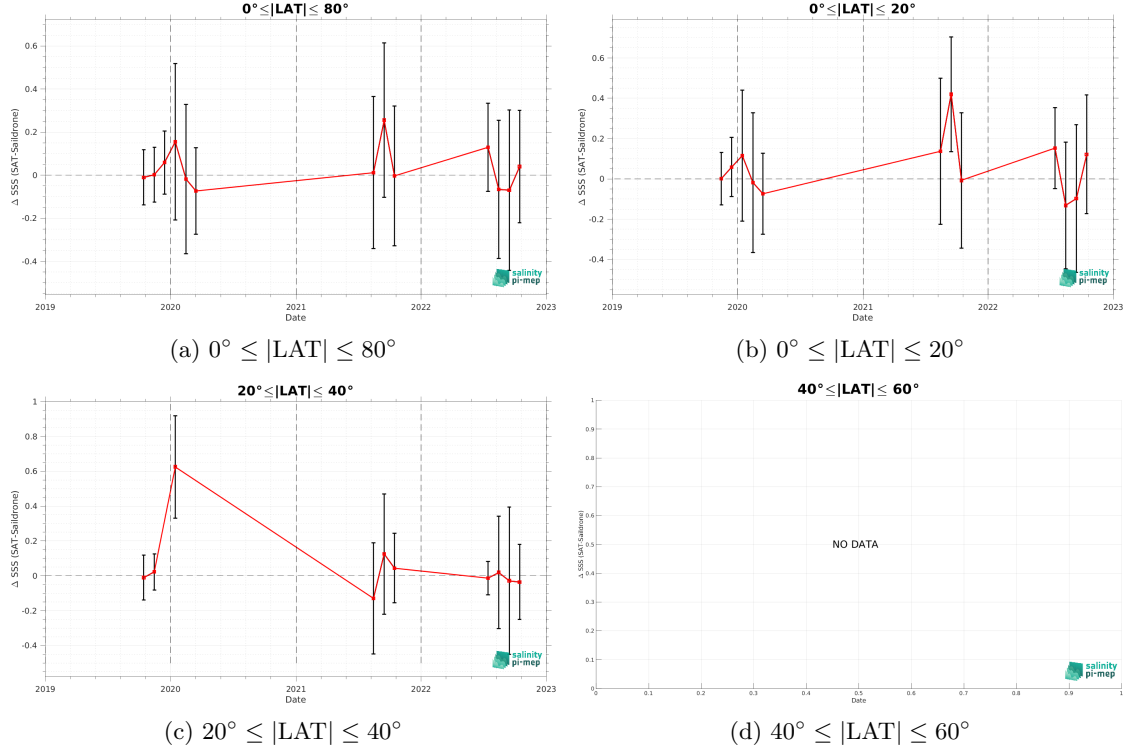 0°≤|LAT|≤ 80°
Δ SSS (SAT-Saildrone)
0.6
0.4
0.2
0
-0.2
-0.4
2019
2020
2021
2022
2023
Date
salinity
pi-mep
(a) 0° ≤ |LAT| ≤ 80°
0°≤|LAT|≤ 20°
Δ SSS (SAT-Saildrone)
0.6
0.4
0.2
0
-0.2
-0.4
2019
2020
2021
2022
2023
Date
salinity
pi-mep
(b) 0° ≤ |LAT| ≤ 20°
20°≤|LAT|≤ 40°
Δ SSS (SAT-Saildrone)
1
0.8
0.6
0.4
0.2
0
-0.2
-0.4
2019
2020
2021
2022
2023
Date
salinity
pi-mep
(c) 20° ≤ |LAT| ≤ 40°
40°≤|LAT|≤ 60°
Δ SSS (SAT-Saildrone)
1
0.9
0.8
0.7
0.6
0.5
0.4
0.3
0.2
0.1
0
NO DATA
0
0.1
0.2
0.3
0.4
0.5
0.6
0.7
0.8
0.9
1
Date
salinity
pi-mep
(d) 40° ≤ |LAT| ≤ 60°